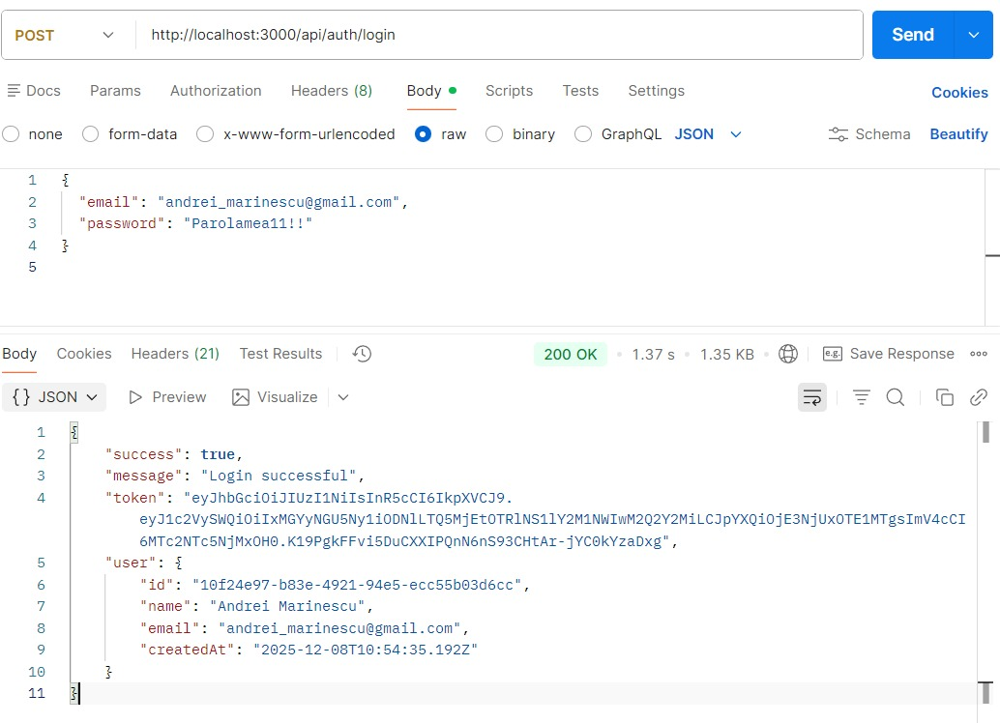 POST http://localhost:3000/api/auth/login Send
Docs Params Authorization Headers (8) Body Scripts Tests Settings Cookies
none form-data x-www-form-urlencoded raw binary GraphQL JSON Schema Beautify
1 {
2 "email": "andrei_marinescu@gmail.com",
3 "password": "Parolamea11!!"
4 }
5
Body Cookies Headers (21) Test Results 200 OK • 1.37 s • 1.35 KB • e.g. Save Response
{} JSON Preview Visualize
1 {
2 "success": true,
3 "message": "Login successful",
4 "token": "eyJhbGciOiJIUzI1NiIsInR5cCI6IkpXVCJ9.
eyJ1c2VySWQiOiIxMGYyNGU5Ny1iODNlLTQ5MjEtOTRlNS1lY2M1NWIwM2Q2Y2MiLCJpYXQiOjE3NjUxOTE1MTgsImV4cCI
6MTc2NTc5NjMxOH0.K19PgkFFvi5DuCXXIPQnN6nS93CHtAr-jYC0kYzaDxg",
5 "user": {
6 "id": "10f24e97-b83e-4921-94e5-ecc55b03d6cc",
7 "name": "Andrei Marinescu",
8 "email": "andrei_marinescu@gmail.com",
9 "createdAt": "2025-12-08T10:54:35.192Z"
10 }
11 }